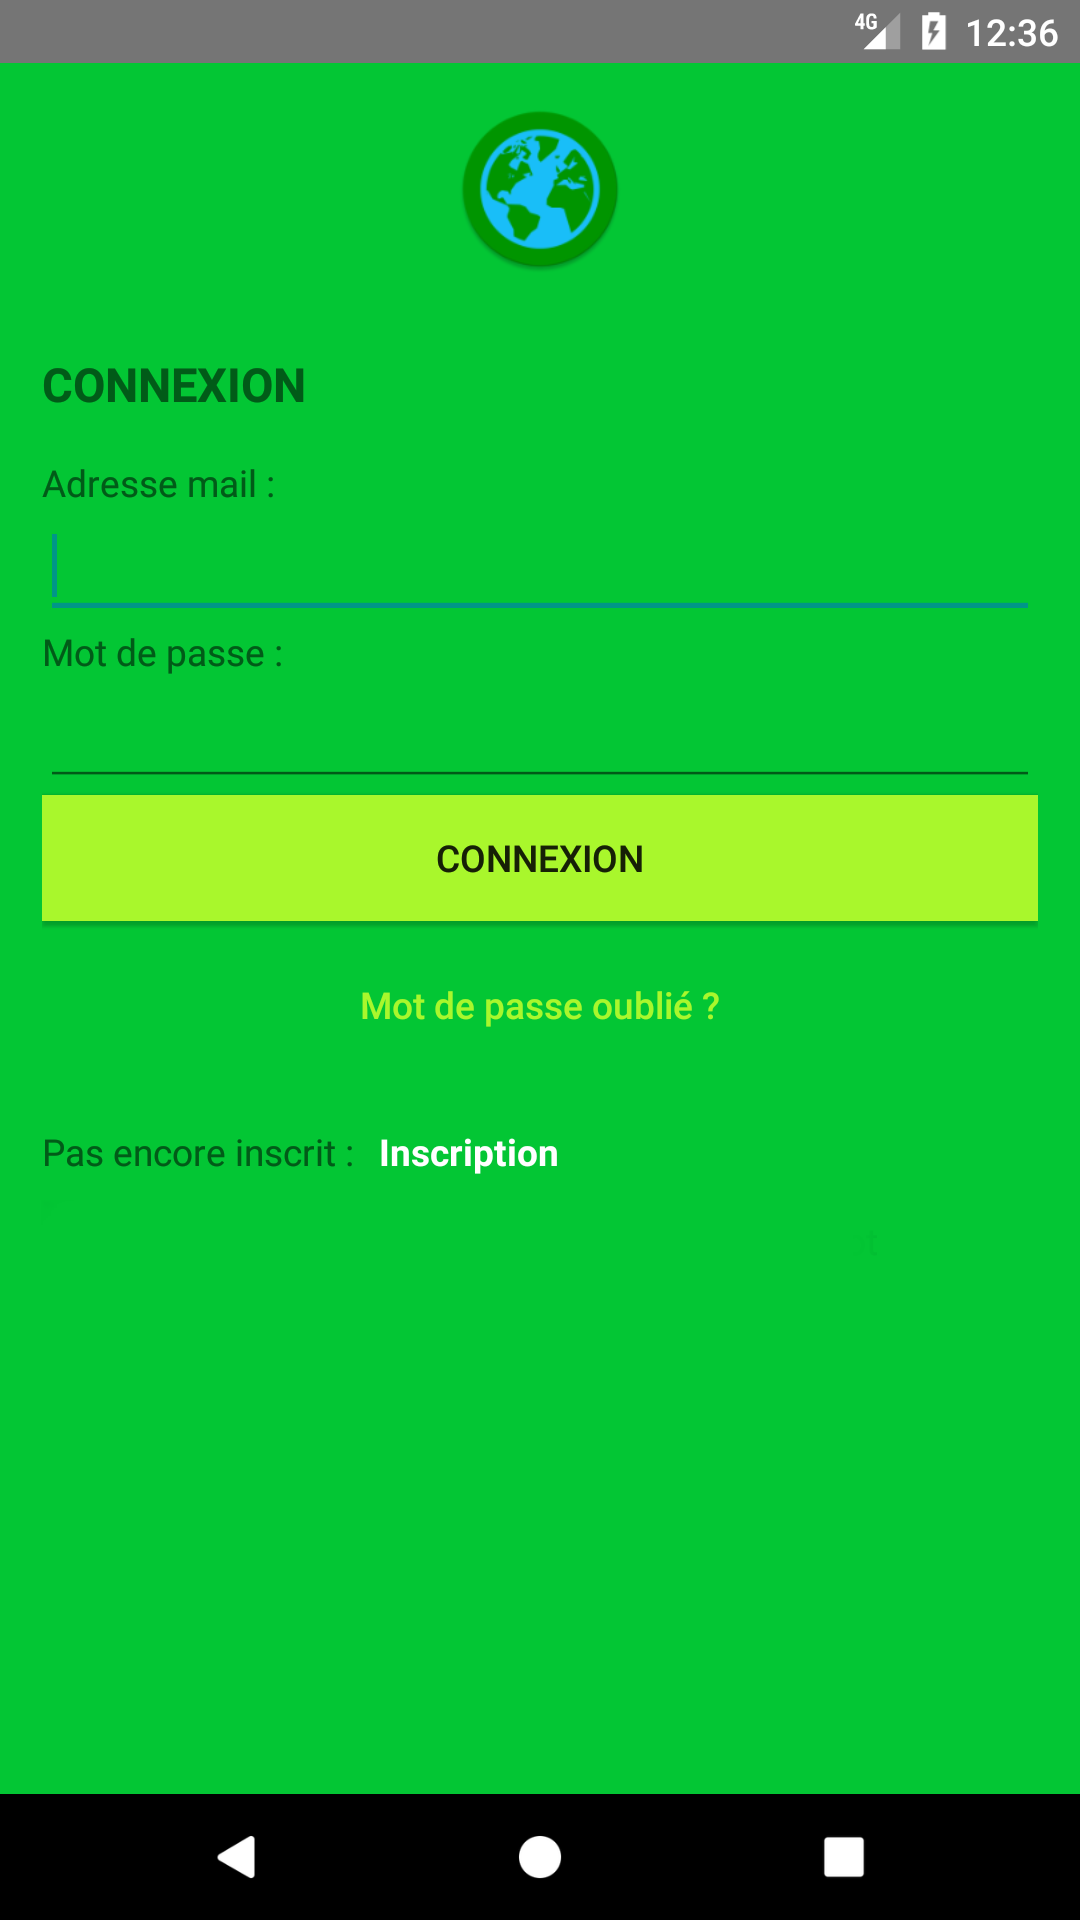 4G 12:36
CONNEXION
Adresse mail :
Mot de passe :
CONNEXION
Mot de passe oublié ?
Pas encore inscrit : Inscription